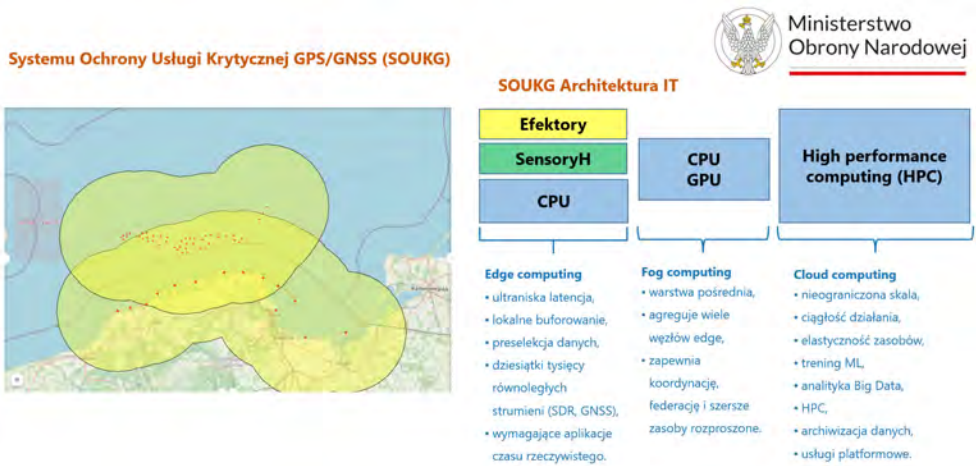 Ministerstwo
Obrony Narodowej
Systemu Ochrony Usługi Krytycznej GPS/GNSS (SOUKG)
SOUKG Architektura IT
Efektory
SensoryH
CPU
CPU
GPU
High performance
computing (HPC)
Edge computing
• ultraniska latencja,
• lokalne buforowanie,
• preselekcja danych,
• dziesiątki tysięcy
równoległych
strumieni (SDR, GNSS),
• wymagające aplikacje
czasu rzeczywistego.
Fog computing
• warstwa pośrednia,
• agreguje wiele
węzłów edge,
• zapewnia
koordynację,
federację i szersze
zasoby rozproszone.
Cloud computing
• nieograniczona skala,
• ciągłość działania,
• elastyczność zasobów,
• trening ML,
• analityka Big Data,
• HPC,
• archiwizacja danych,
• usługi platformowe.